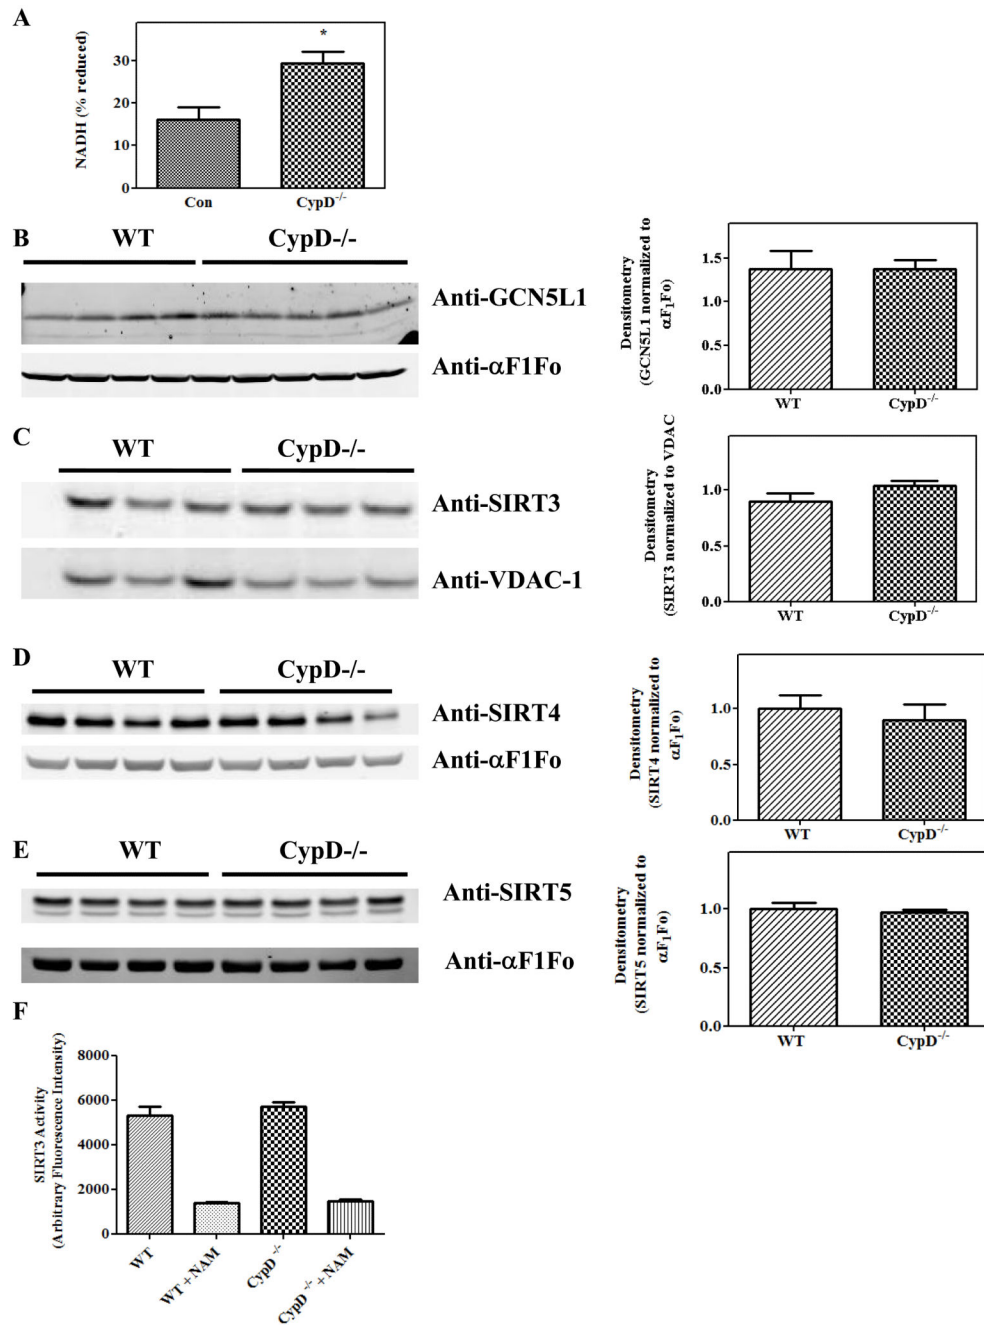 A
NADH (% reduced)
30
20
10
0
*
Con
CypD-/-
B
WT
CypD-/-
Anti-GCN5L1
Anti-αF1Fo
Densitometry
(GCN5L1 normalized to
αF1Fo)
1.5
1.0
0.5
0.0
WT
CypD-/-
C
WT
CypD-/-
Anti-SIRT3
Anti-VDAC-1
Densitometry
(SIRT3 normalized to VDAC
1.0
0.5
0.0
WT
CypD-/-
D
WT
CypD-/-
Anti-SIRT4
Anti-αF1Fo
Densitometry
(SIRT4 normalized to
αF1Fo)
1.0
0.5
0.0
WT
CypD-/-
E
WT
CypD-/-
Anti-SIRT5
Anti-αF1Fo
Densitometry
(SIRT5 normalized to
αF1Fo)
1.0
0.5
0.0
WT
CypD-/-
F
SIRT3 Activity
(Arbitrary Fluorescence Intensity)
8000
6000
4000
2000
0
WT
WT + NAM
CypD -/-
CypD -/- + NAM